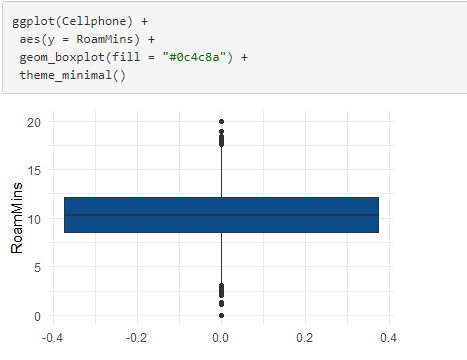 ggplot(Cellphone) +
aes(y = RoamMins) +
geom_boxplot(fill = "#0c4c8a") +
theme_minimal()
20
15
RoamMins
10
5
0
-0.4 -0.2 0.0 0.2 0.4